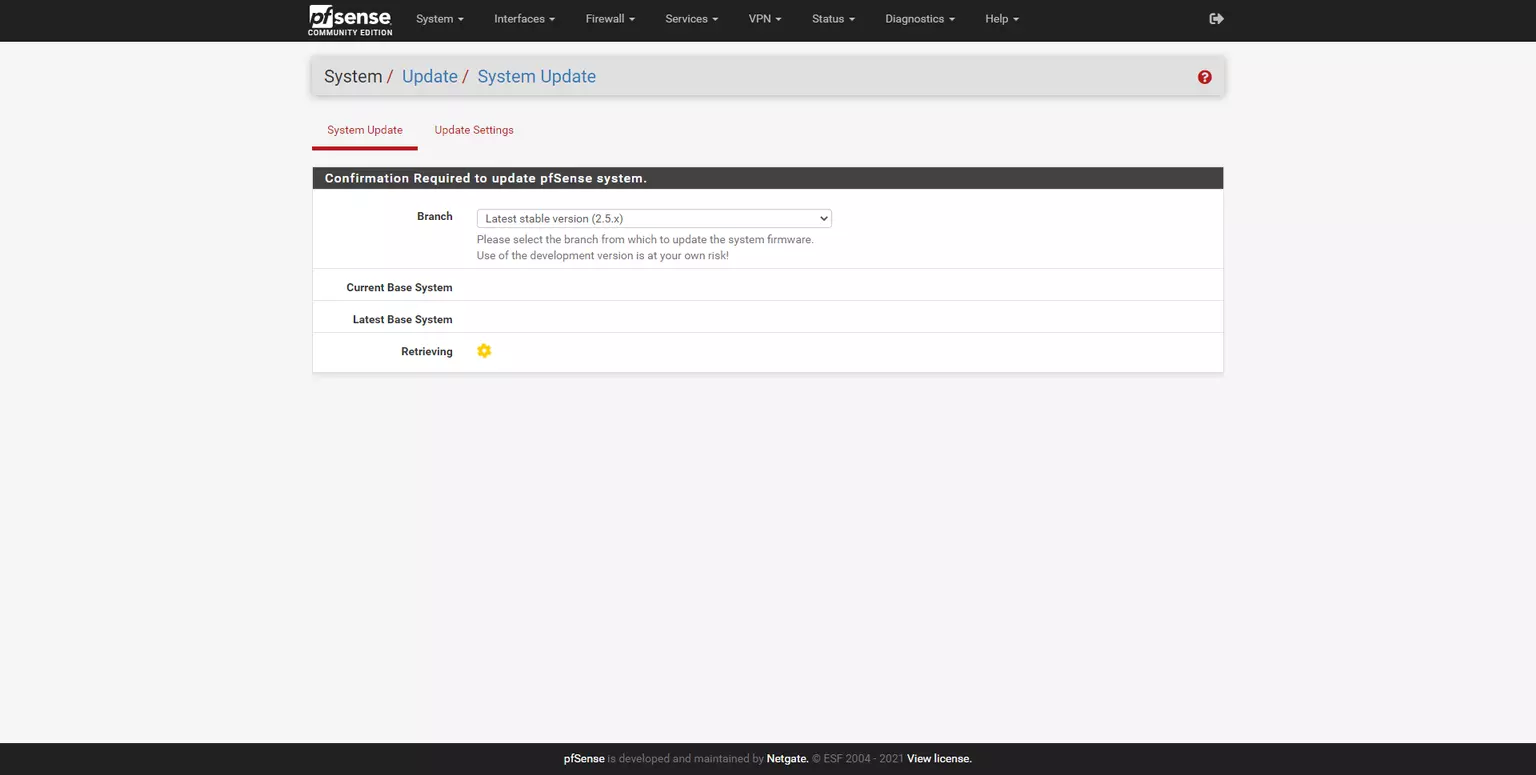 pfsense System Interfaces Firewall Services VPN Status Diagnostics Help
COMMUNITY EDITION
System / Update / System Update
System Update Update Settings
Confirmation Required to update pfSense system.
Branch Latest stable version (2.5.x)
Please select the branch from which to update the system firmware.
Use of the development version is at your own risk!
Current Base System
Latest Base System
Retrieving
pfSense is developed and maintained by Netgate. © ESF 2004 - 2021 View license.